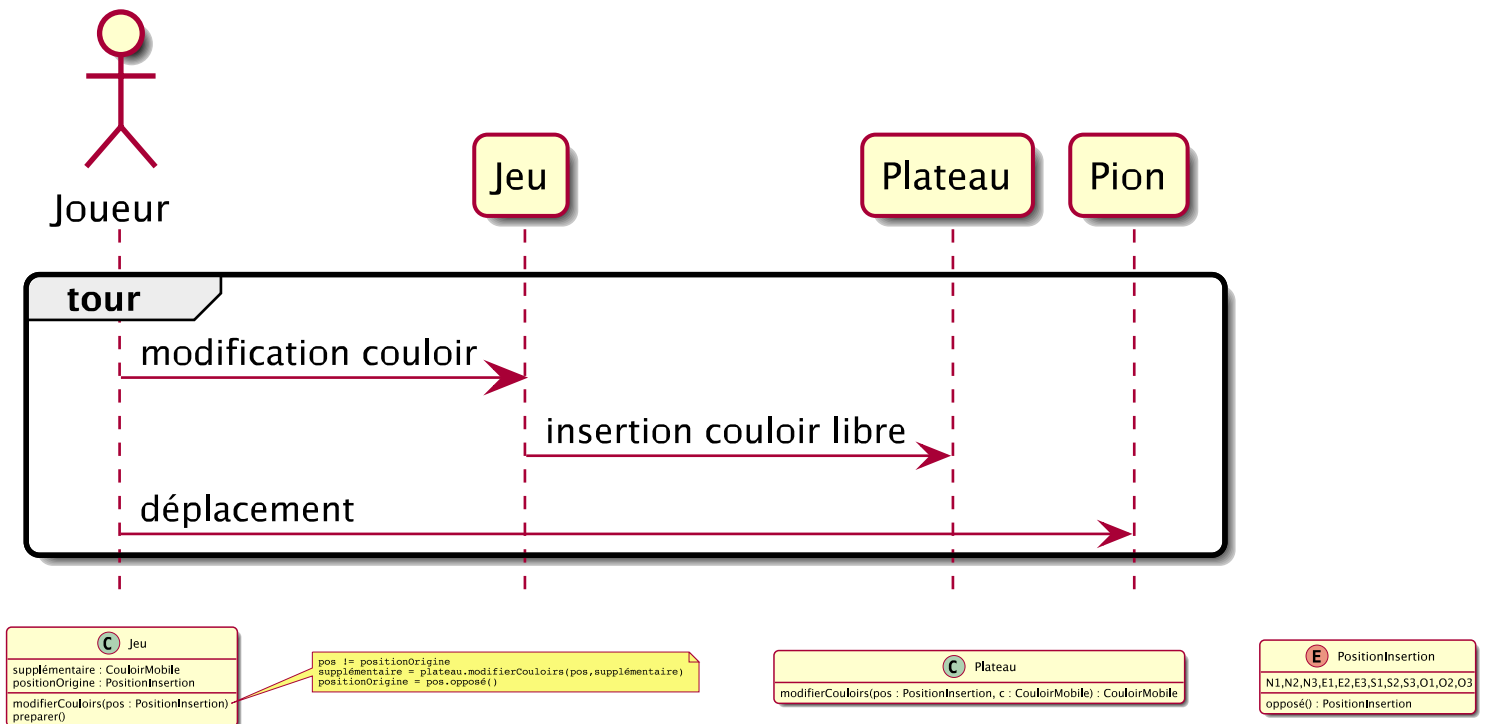 Joueur
Jeu
Plateau
Pion
tour
modification couloir
insertion couloir libre
déplacement
C Jeu
supplémentaire : CouloirMobile
positionOrigine : PositionInsertion
modifierCouloirs(pos : PositionInsertion)
preparer()
pos != positionOrigine
supplémentaire = plateau.modifierCouloirs(pos,supplémentaire)
positionOrigine = pos.opposé()
C Plateau
modifierCouloirs(pos : PositionInsertion, c : CouloirMobile) : CouloirMobile
E PositionInsertion
N1,N2,N3,E1,E2,E3,S1,S2,S3,O1,O2,O3
opposé() : PositionInsertion